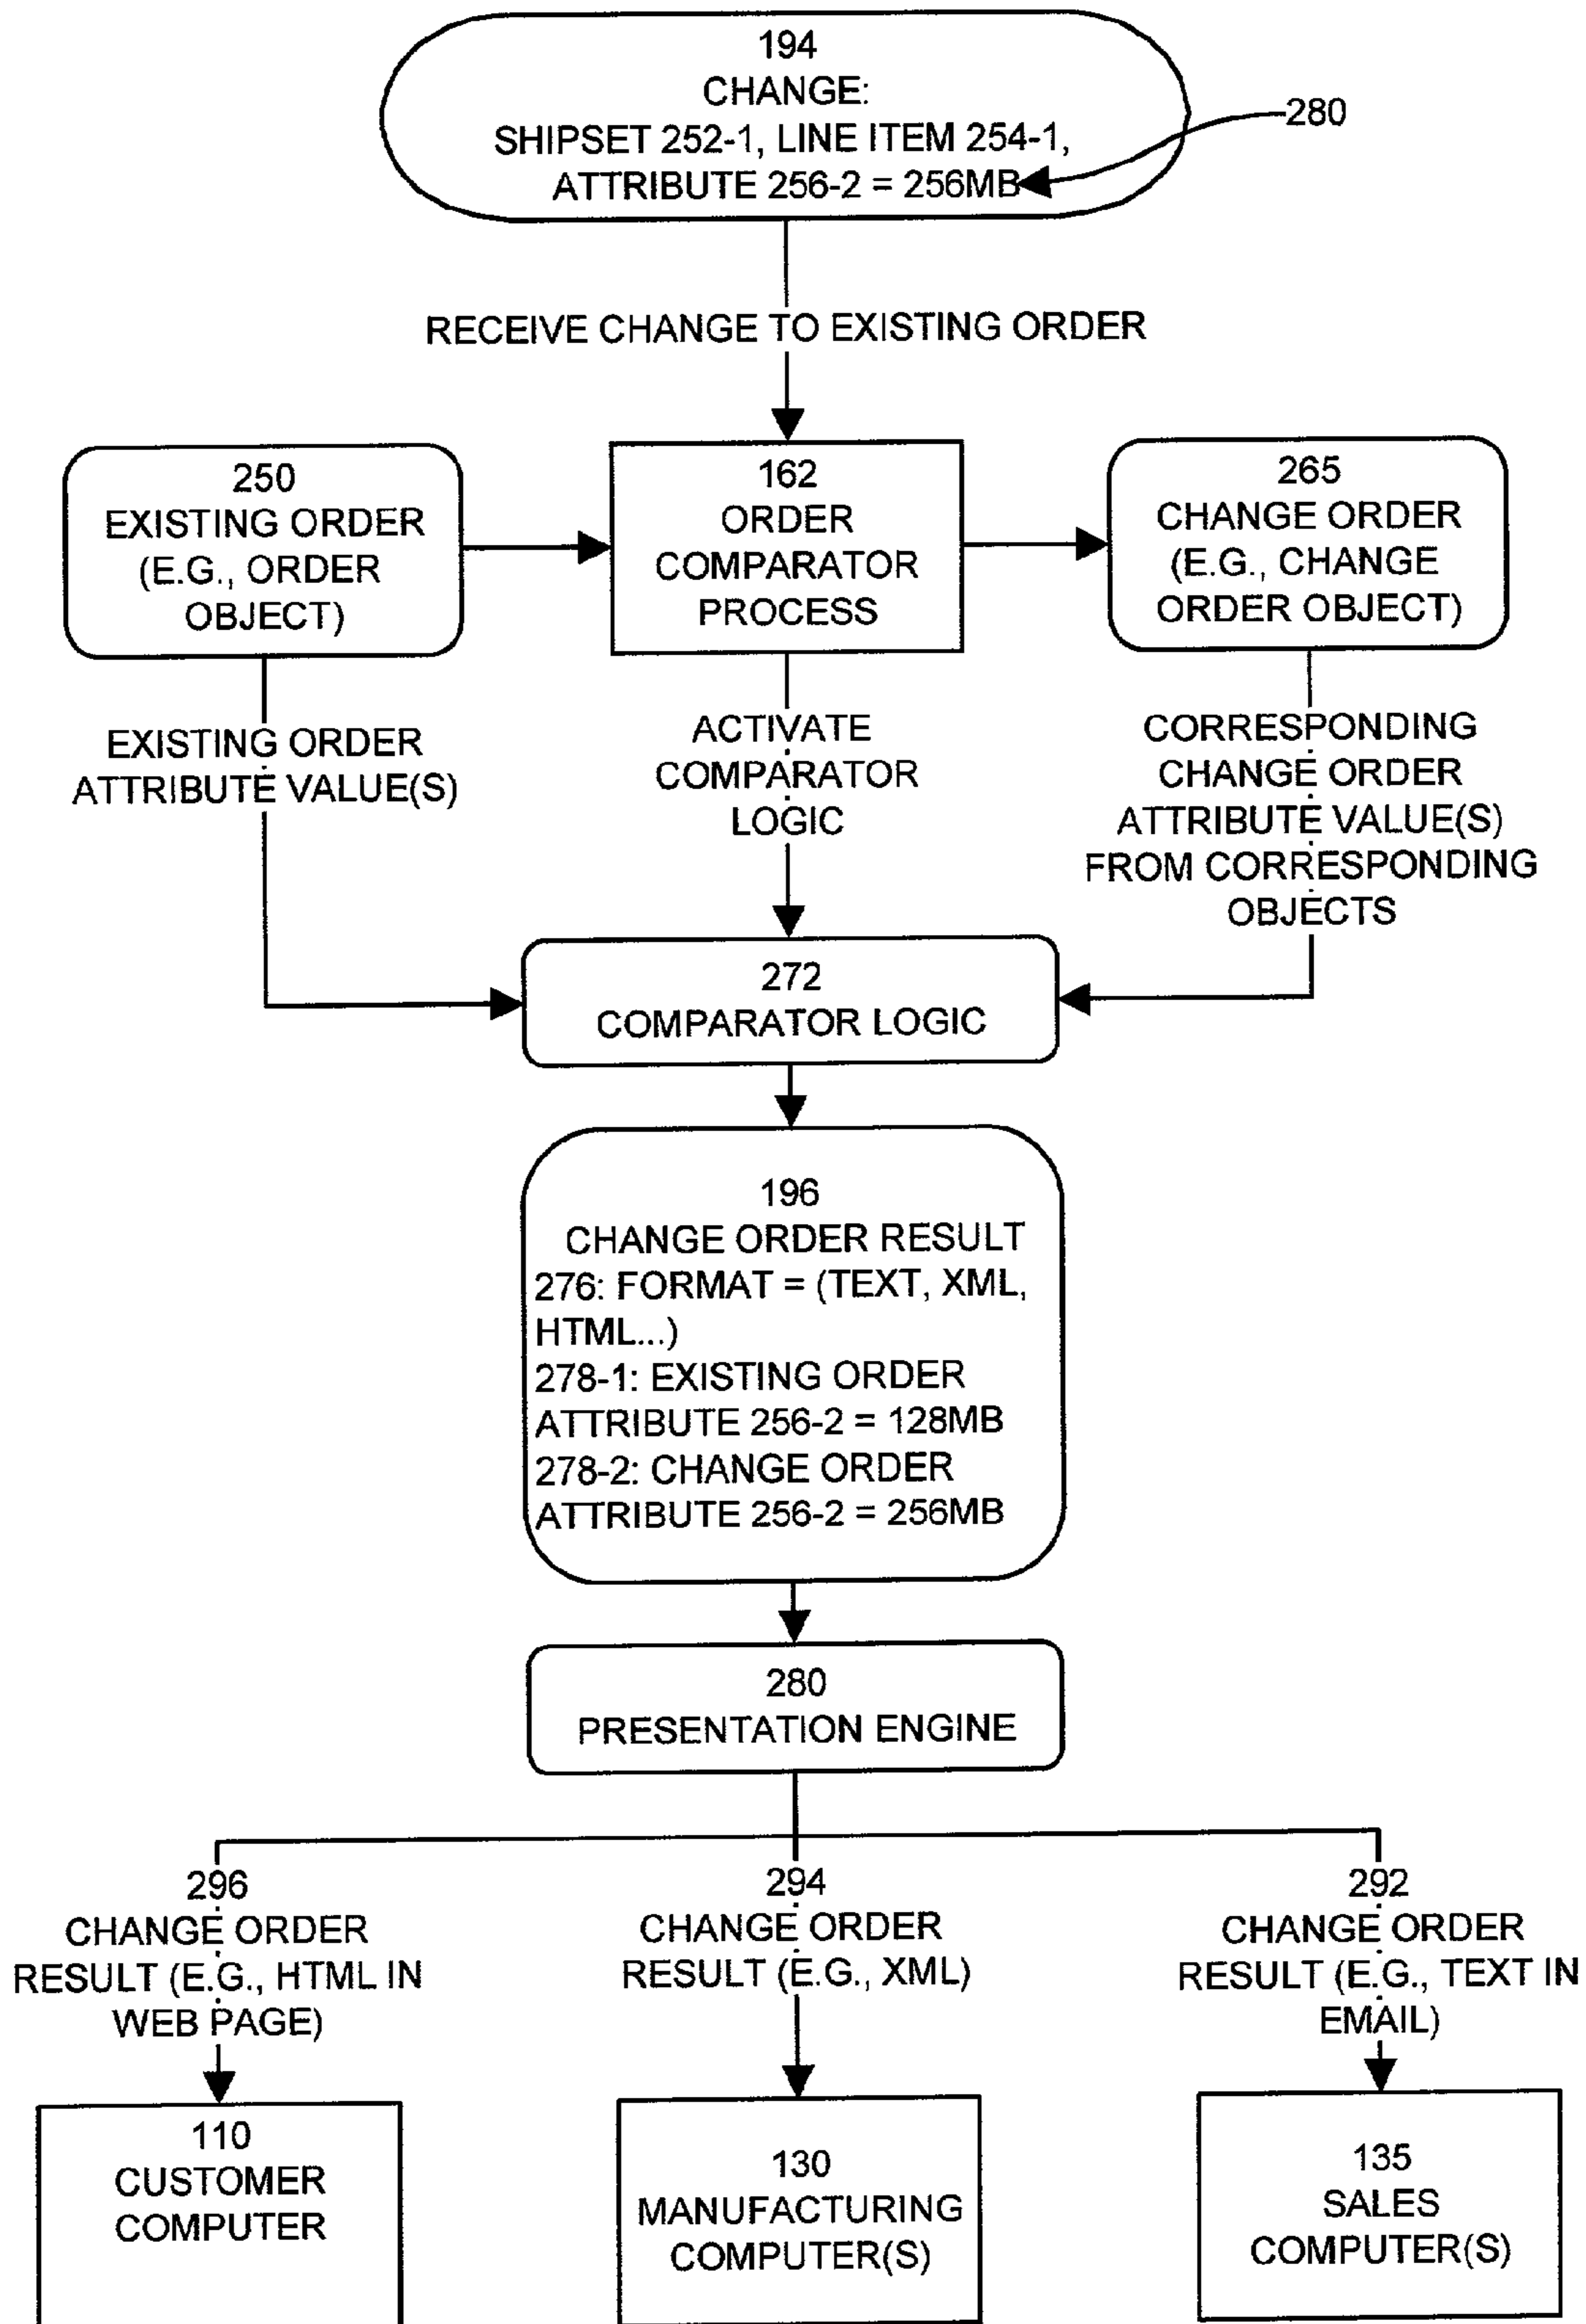 194
CHANGE:
SHIPSET 252-1, LINE ITEM 254-1,
ATTRIBUTE 256-2 = 256MB
280
RECEIVE CHANGE TO EXISTING ORDER
250
EXISTING ORDER
(E.G., ORDER
OBJECT)
162
ORDER
COMPARATOR
PROCESS
265
CHANGE ORDER
(E.G., CHANGE
ORDER OBJECT)
EXISTING ORDER
ATTRIBUTE VALUE(S)
ACTIVATE
COMPARATOR
LOGIC
CORRESPONDING
CHANGE ORDER
ATTRIBUTE VALUE(S)
FROM CORRESPONDING
OBJECTS
272
COMPARATOR LOGIC
196
CHANGE ORDER RESULT
276: FORMAT = (TEXT, XML,
HTML...)
278-1: EXISTING ORDER
ATTRIBUTE 256-2 = 128MB
278-2: CHANGE ORDER
ATTRIBUTE 256-2 = 256MB
280
PRESENTATION ENGINE
296
CHANGE ORDER
RESULT (E.G., HTML IN
WEB PAGE)
294
CHANGE ORDER
RESULT (E.G., XML)
292
CHANGE ORDER
RESULT (E.G., TEXT IN
EMAIL)
110
CUSTOMER
COMPUTER
130
MANUFACTURING
COMPUTER(S)
135
SALES
COMPUTER(S)